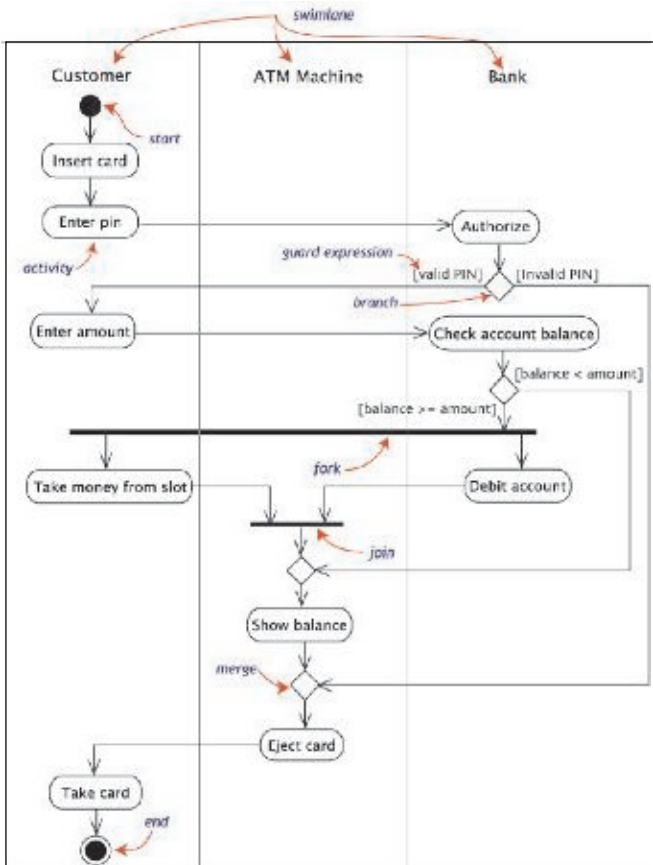 swimlane
Customer ATM Machine Bank
start
Insert card
Enter pin
Authorize
activity
guard expression
[valid PIN] [Invalid PIN]
branch
Enter amount
Check account balance
[balance < amount]
[balance >= amount]
fork
Take money from slot
Debit account
join
Show balance
merge
Eject card
Take card
end